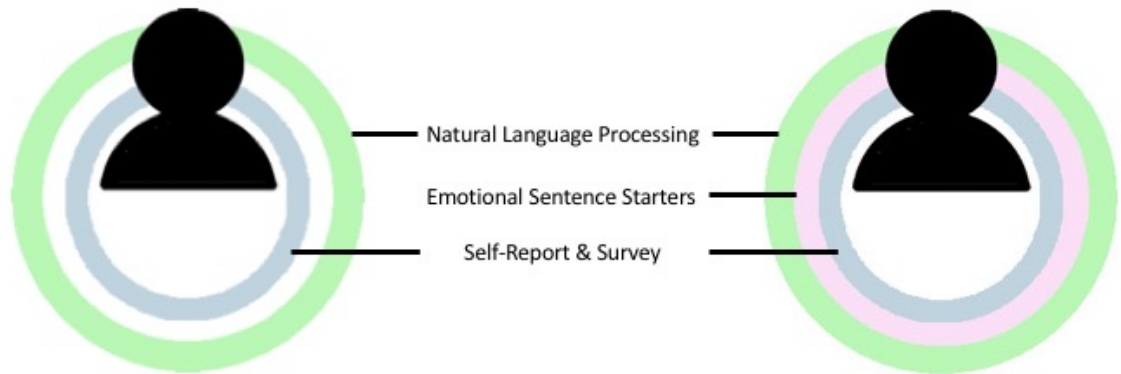 Natural Language Processing
Emotional Sentence Starters
Self-Report & Survey